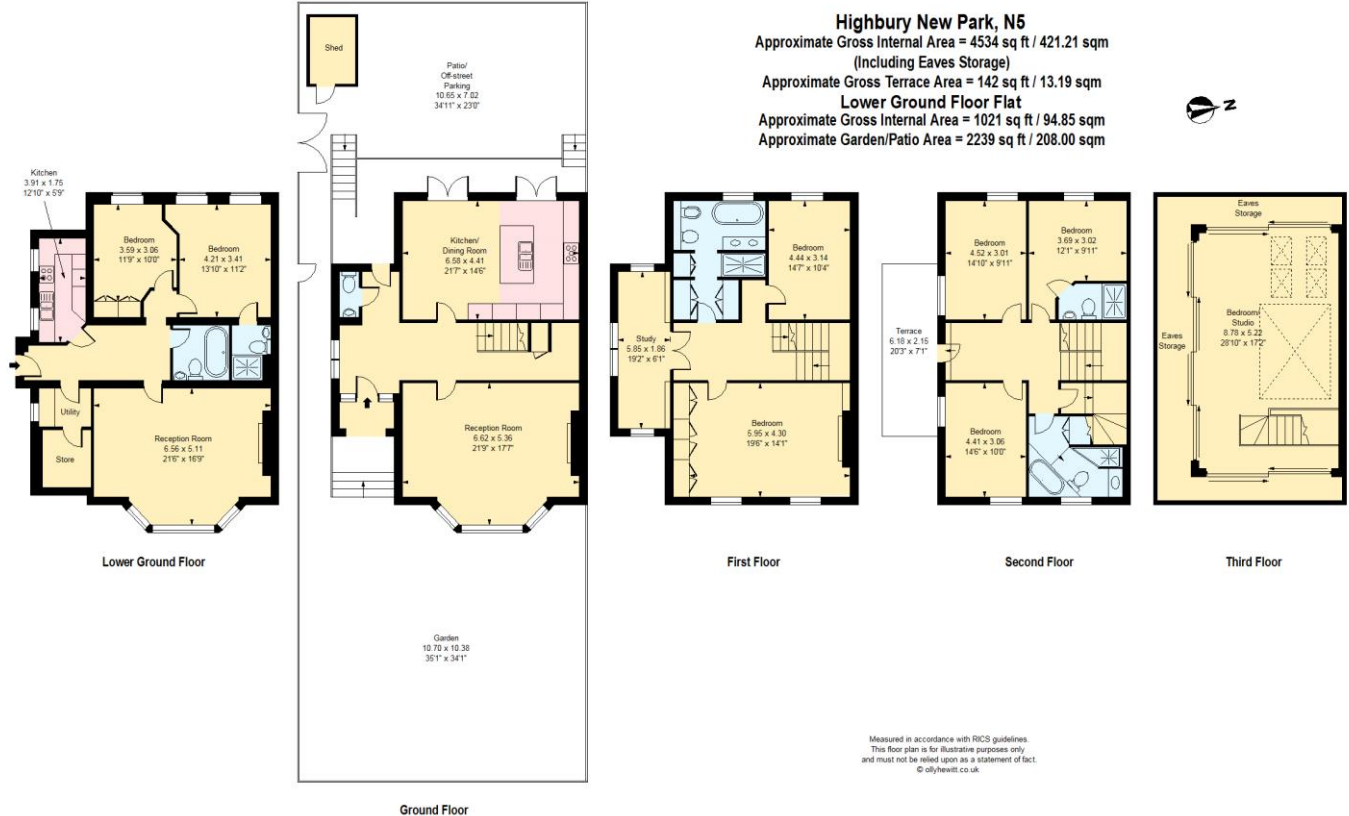 Highbury New Park, N5
Approximate Gross Internal Area = 4534 sq ft / 421.21 sqm
(Including Eaves Storage)
Approximate Gross Terrace Area = 142 sq ft / 13.19 sqm
Lower Ground Floor Flat
Approximate Gross Internal Area = 1021 sq ft / 94.85 sqm
Approximate Garden/Patio Area = 2239 sq ft / 208.00 sqm
N
Kitchen
3.91 x 1.75
12'10" x 5'9"
Bedroom
3.59 x 3.06
11'9" x 10'0"
Bedroom
4.21 x 3.41
13'10" x 11'2"
Utility
Store
Reception Room
6.56 x 5.11
21'6" x 16'9"
Lower Ground Floor
Shed
Patio/
Off-street
Parking
10.65 x 7.02
34'11" x 23'0"
Kitchen/
Dining Room
6.58 x 4.41
21'7" x 14'6"
Reception Room
6.62 x 5.36
21'9" x 17'7"
Garden
10.70 x 10.38
35'1" x 34'1"
Ground Floor
Bedroom
4.44 x 3.14
14'7" x 10'4"
Study
5.85 x 1.86
19'2" x 6'1"
Bedroom
5.95 x 4.30
19'6" x 14'1"
First Floor
Bedroom
4.52 x 3.01
14'10" x 9'11"
Bedroom
3.69 x 3.02
12'1" x 9'11"
Terrace
6.18 x 2.15
20'3" x 7'1"
Bedroom
4.41 x 3.06
14'6" x 10'0"
Second Floor
Eaves
Storage
Eaves
Storage
Bedroom/
Studio
8.78 x 5.22
28'10" x 17'2"
Third Floor
Measured in accordance with RICS guidelines.
This floor plan is for illustrative purposes only
and must not be relied upon as a statement of fact.
© ollyhewitt.co.uk